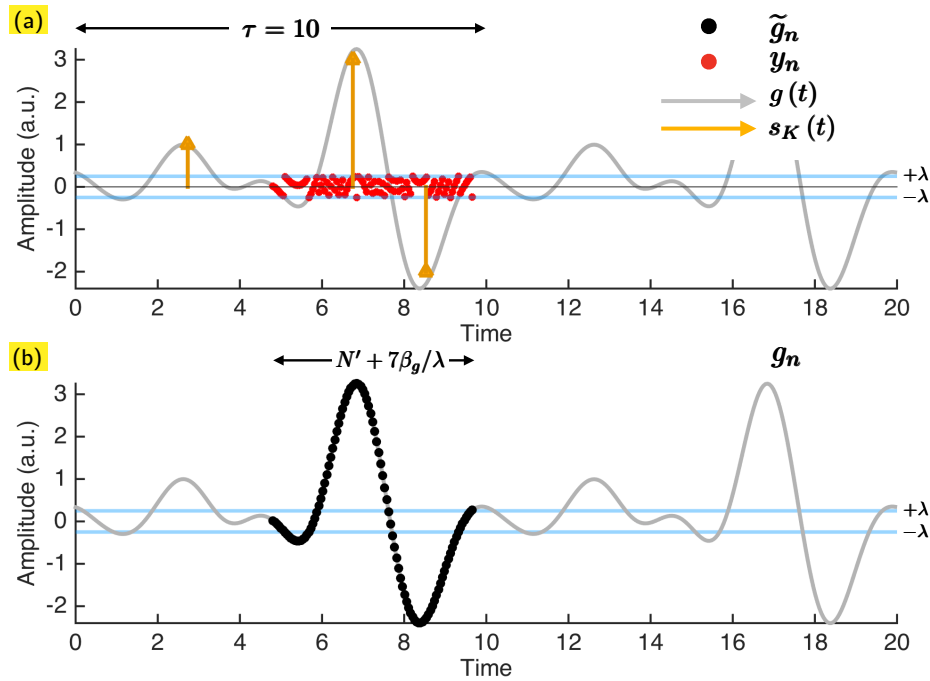 (a)
τ = 10
g̃ₙ
yₙ
g (t)
s_K (t)
Amplitude (a.u.)
3
2
1
0
-1
-2
+λ
−λ
0 2 4 6 8 10 12 14 16 18 20
Time
(b)
N′ + 7β_g/λ
gₙ
Amplitude (a.u.)
3
2
1
0
-1
-2
+λ
−λ
0 2 4 6 8 10 12 14 16 18 20
Time